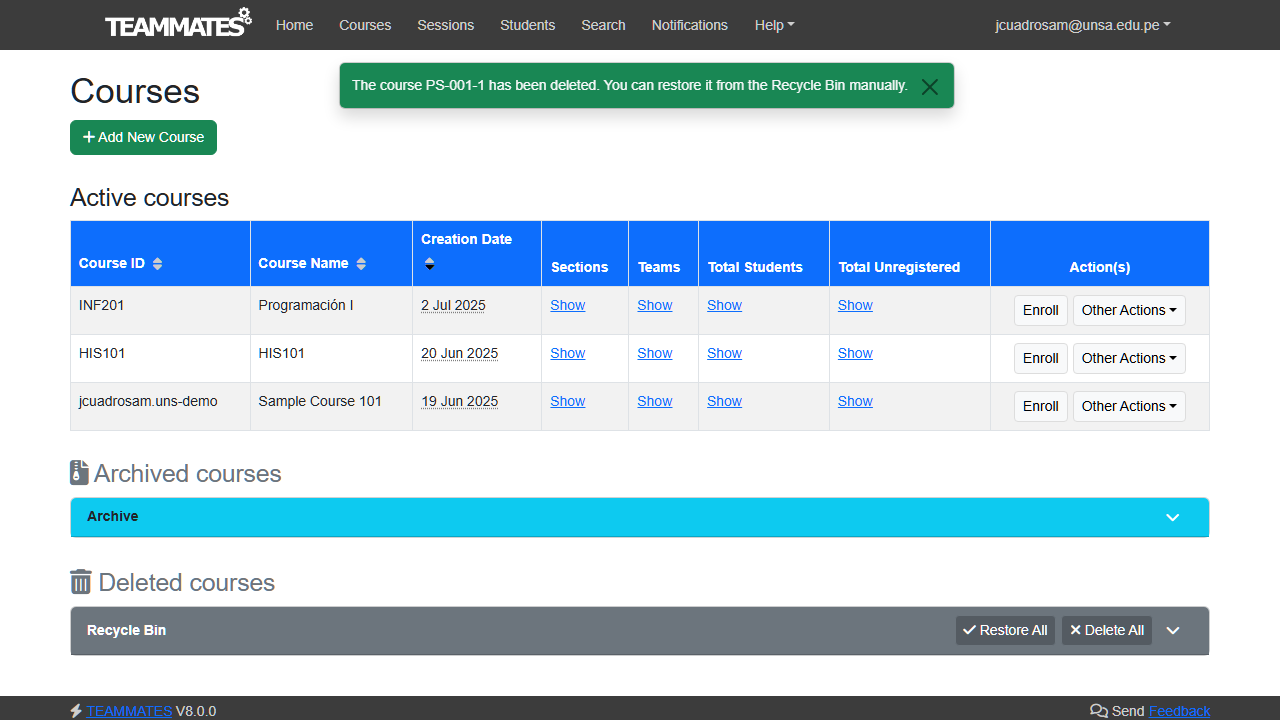 TEAMMATES Home Courses Sessions Students Search Notifications Help jcuadrosam@unsa.edu.pe
The course PS-001-1 has been deleted. You can restore it from the Recycle Bin manually.
Courses
Add New Course
Active courses
Course ID Course Name Creation Date Sections Teams Total Students Total Unregistered Action(s)
INF201 Programación I 2 Jul 2025 Show Show Show Show Enroll Other Actions
HIS101 HIS101 20 Jun 2025 Show Show Show Show Enroll Other Actions
jcuadrosam.uns-demo Sample Course 101 19 Jun 2025 Show Show Show Show Enroll Other Actions
Archived courses
Archive
Deleted courses
Recycle Bin Restore All Delete All
TEAMMATES V8.0.0 Send Feedback